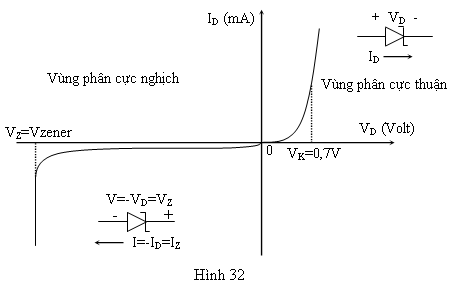 I_D (mA)
+ V_D -
I_D
Vùng phân cực nghịch
Vùng phân cực thuận
V_Z=Vzener
V_D (Volt)
0
V_K=0,7V
V=-V_D=V_Z
- +
I=-I_D=I_Z
Hình 32